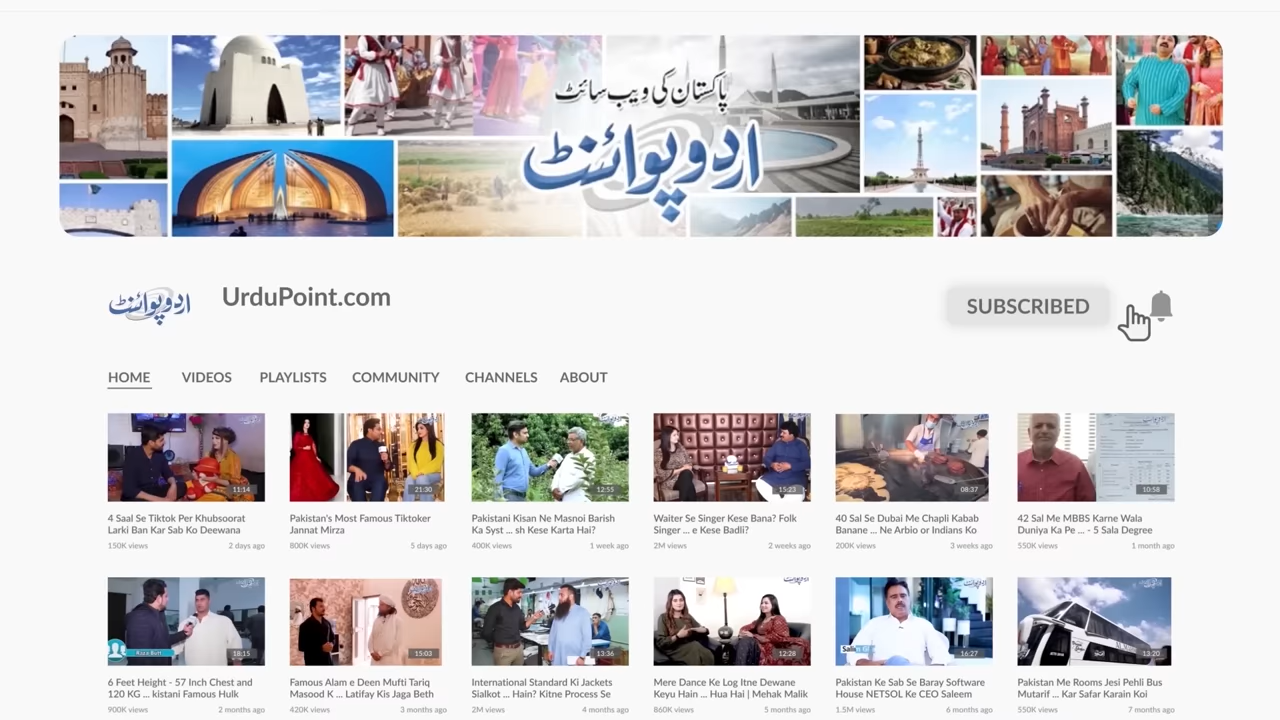 پاکستان کی ویب سائٹ
اردوپوائنٹ
اردوپوائنٹ
UrduPoint.com
SUBSCRIBED
HOME VIDEOS PLAYLISTS COMMUNITY CHANNELS ABOUT
11:14 21:30 12:55 15:23 08:37 10:58
4 Saal Se Tiktok Per Khubsoorat
Larki Ban Kar Sab Ko Deewana
150K views 2 days ago
Pakistan's Most Famous Tiktoker
Jannat Mirza
800K views 5 days ago
Pakistani Kisan Ne Masnoi Barish
Ka Syst ... sh Kese Karta Hai?
400K views 1 week ago
Waiter Se Singer Kese Bana? Folk
Singer ... e Kese Badli?
2M views 2 weeks ago
40 Sal Se Dubai Me Chapli Kabab
Banane ... Ne Arbio or Indians Ko
200K views 3 weeks ago
42 Sal Me MBBS Karne Wala
Duniya Ka Pe ... - 5 Sala Degree
550K views 1 month ago
Raza Butt
18:15 15:03 13:36 12:28 16:27 13:20
6 Feet Height - 57 Inch Chest and
120 KG ... kistani Famous Hulk
900K views 2 months ago
Famous Alam e Deen Mufti Tariq
Masood K ... Latifay Kis Jaga Beth
420K views 3 months ago
International Standard Ki Jackets
Sialkot ... Hain? Kitne Process Se
2M views 4 months ago
Mere Dance Ke Log Itne Dewane
Keyu Hain ... Hua Hai | Mehak Malik
860K views 5 months ago
Pakistan Ke Sab Se Baray Software
House NETSOL Ke CEO Saleem
1.5M views 6 months ago
Pakistan Me Rooms Jesi Pehli Bus
Mutarif ... Kar Safar Karain Koi
550K views 7 months ago